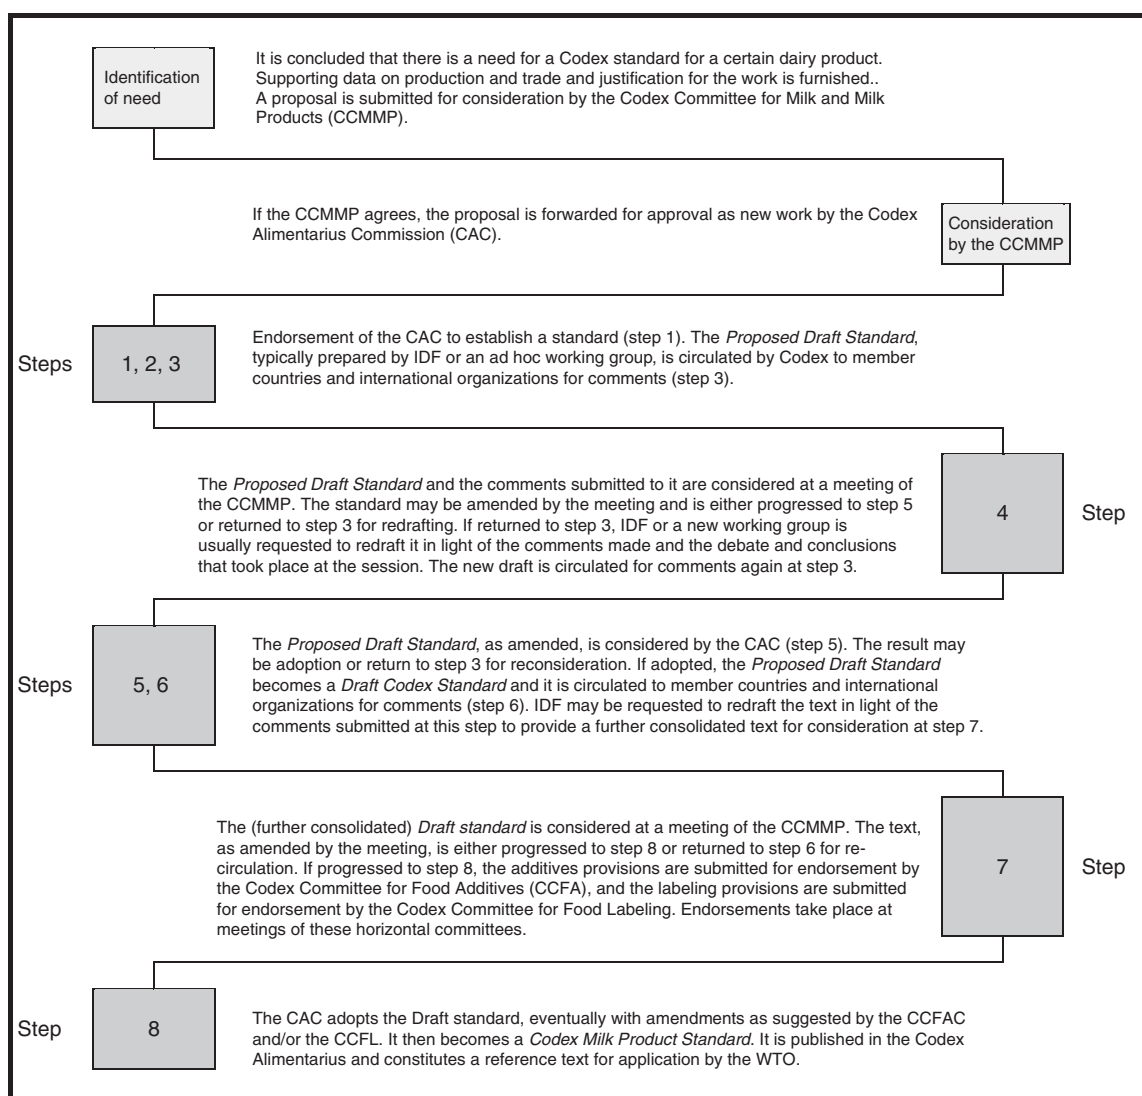 Identification
of need
It is concluded that there is a need for a Codex standard for a certain dairy product.
Supporting data on production and trade and justification for the work is furnished..
A proposal is submitted for consideration by the Codex Committee for Milk and Milk
Products (CCMMP).
If the CCMMP agrees, the proposal is forwarded for approval as new work by the Codex
Alimentarius Commission (CAC).
Consideration
by the CCMMP
Steps
1, 2, 3
Endorsement of the CAC to establish a standard (step 1). The Proposed Draft Standard,
typically prepared by IDF or an ad hoc working group, is circulated by Codex to member
countries and international organizations for comments (step 3).
The Proposed Draft Standard and the comments submitted to it are considered at a meeting of
the CCMMP. The standard may be amended by the meeting and is either progressed to step 5
or returned to step 3 for redrafting. If returned to step 3, IDF or a new working group is
usually requested to redraft it in light of the comments made and the debate and conclusions
that took place at the session. The new draft is circulated for comments again at step 3.
4
Step
Steps
5, 6
The Proposed Draft Standard, as amended, is considered by the CAC (step 5). The result may
be adoption or return to step 3 for reconsideration. If adopted, the Proposed Draft Standard
becomes a Draft Codex Standard and it is circulated to member countries and international
organizations for comments (step 6). IDF may be requested to redraft the text in light of the
comments submitted at this step to provide a further consolidated text for consideration at step 7.
The (further consolidated) Draft standard is considered at a meeting of the CCMMP. The text,
as amended by the meeting, is either progressed to step 8 or returned to step 6 for re-
circulation. If progressed to step 8, the additives provisions are submitted for endorsement by
the Codex Committee for Food Additives (CCFA), and the labeling provisions are submitted
for endorsement by the Codex Committee for Food Labeling. Endorsements take place at
meetings of these horizontal committees.
7
Step
Step
8
The CAC adopts the Draft standard, eventually with amendments as suggested by the CCFAC
and/or the CCFL. It then becomes a Codex Milk Product Standard. It is published in the Codex
Alimentarius and constitutes a reference text for application by the WTO.